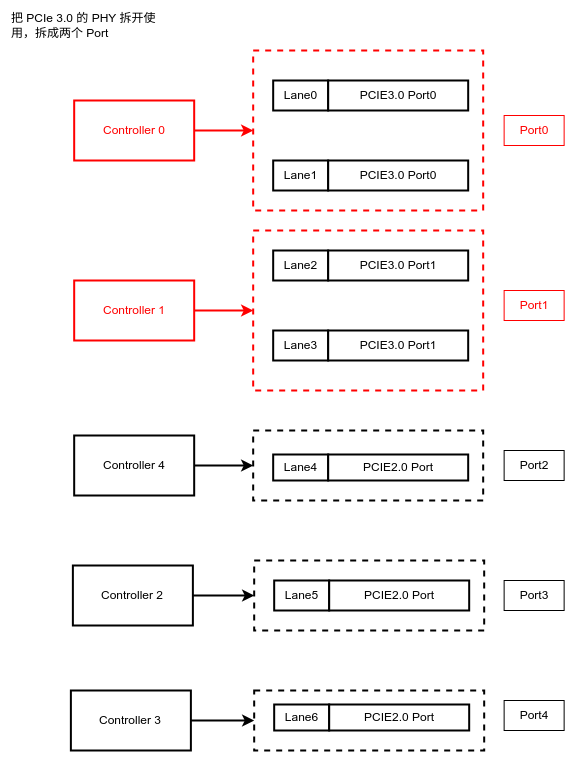 把 PCIe 3.0 的 PHY 拆开使
用，拆成两个 Port
Lane0 PCIE3.0 Port0
Controller 0
Port0
Lane1 PCIE3.0 Port0
Lane2 PCIE3.0 Port1
Controller 1
Port1
Lane3 PCIE3.0 Port1
Controller 4 Lane4 PCIE2.0 Port Port2
Controller 2 Lane5 PCIE2.0 Port Port3
Controller 3 Lane6 PCIE2.0 Port Port4